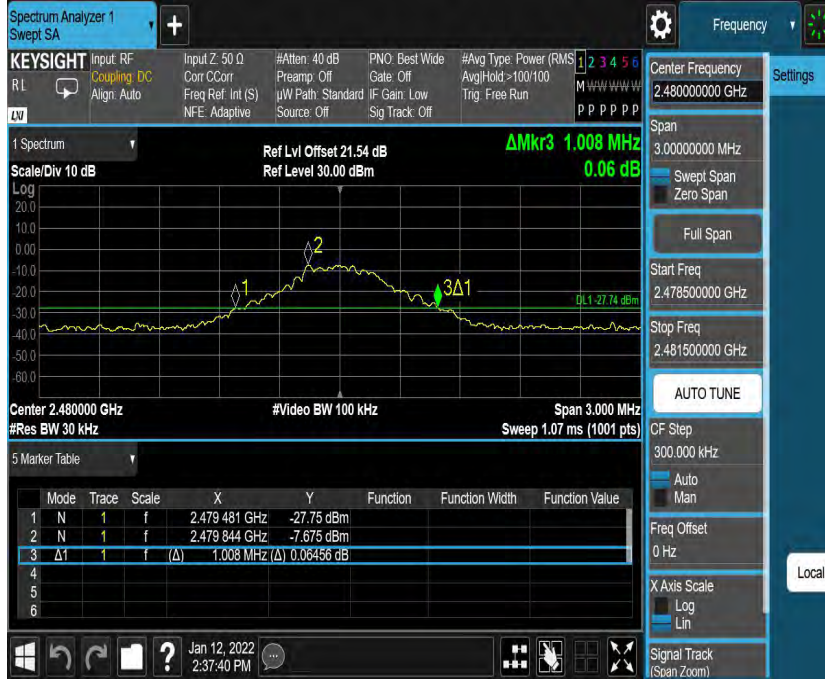 Spectrum Analyzer 1
Swept SA
+
Frequency
KEYSIGHT
R L
LXI
Input: RF
Coupling: DC
Align: Auto
Input Z: 50 Ω
Corr CCorr
Freq Ref: Int (S)
NFE: Adaptive
#Atten: 40 dB
Preamp: Off
µW Path: Standard
Source: Off
PNO: Best Wide
Gate: Off
IF Gain: Low
Sig Track: Off
#Avg Type: Power (RMS
Avg|Hold:>100/100
Trig: Free Run
1 2 3 4 5 6
M W W W W W
P P P P P P
1 Spectrum
Scale/Div 10 dB
Ref Lvl Offset 21.54 dB
Ref Level 30.00 dBm
ΔMkr3 1.008 MHz
0.06 dB
Log
20.0
10.0
0.00
-10.0
-20.0
-30.0
-40.0
-50.0
-60.0
1
2
3Δ1
DL1 -27.74 dBm
Center 2.480000 GHz
#Res BW 30 kHz
#Video BW 100 kHz
Span 3.000 MHz
Sweep 1.07 ms (1001 pts)
5 Marker Table
Mode Trace Scale X Y Function Function Width Function Value
1 N 1 f 2.479 481 GHz -27.75 dBm
2 N 1 f 2.479 844 GHz -7.675 dBm
3 Δ1 1 f (Δ) 1.008 MHz (Δ) 0.06456 dB
4
5
6
?
Jan 12, 2022
2:37:40 PM
Center Frequency
2.480000000 GHz
Settings
Span
3.00000000 MHz
Swept Span
Zero Span
Full Span
Start Freq
2.478500000 GHz
Stop Freq
2.481500000 GHz
AUTO TUNE
CF Step
300.000 kHz
Auto
Man
Freq Offset
0 Hz
Local
X Axis Scale
Log
Lin
Signal Track
(Span Zoom)